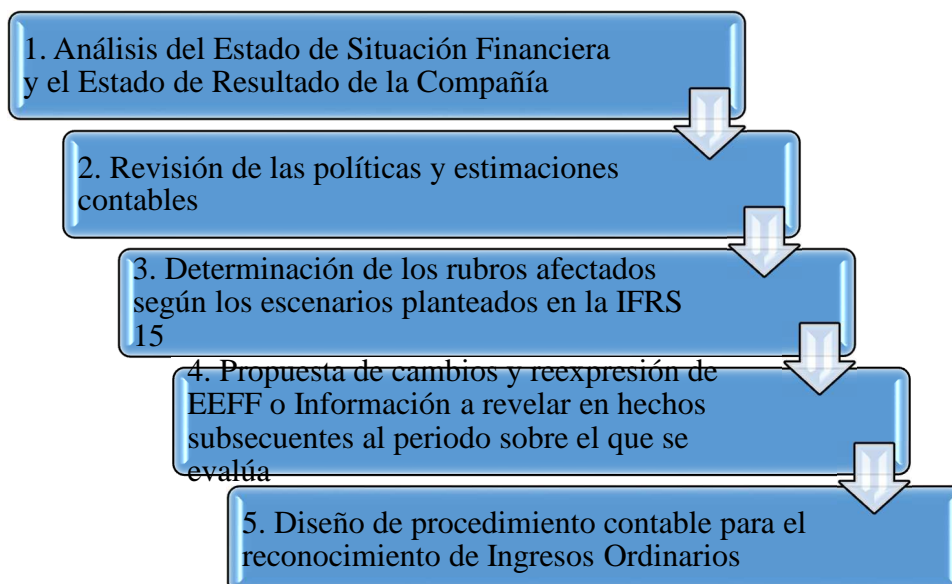 1. Análisis del Estado de Situación Financiera
y el Estado de Resultado de la Compañía
2. Revisión de las políticas y estimaciones
contables
3. Determinación de los rubros afectados
según los escenarios planteados en la IFRS
15
4. Propuesta de cambios y reexpresión de
EEFF o Información a revelar en hechos
subsecuentes al periodo sobre el que se
evalúa
5. Diseño de procedimiento contable para el
reconocimiento de Ingresos Ordinarios